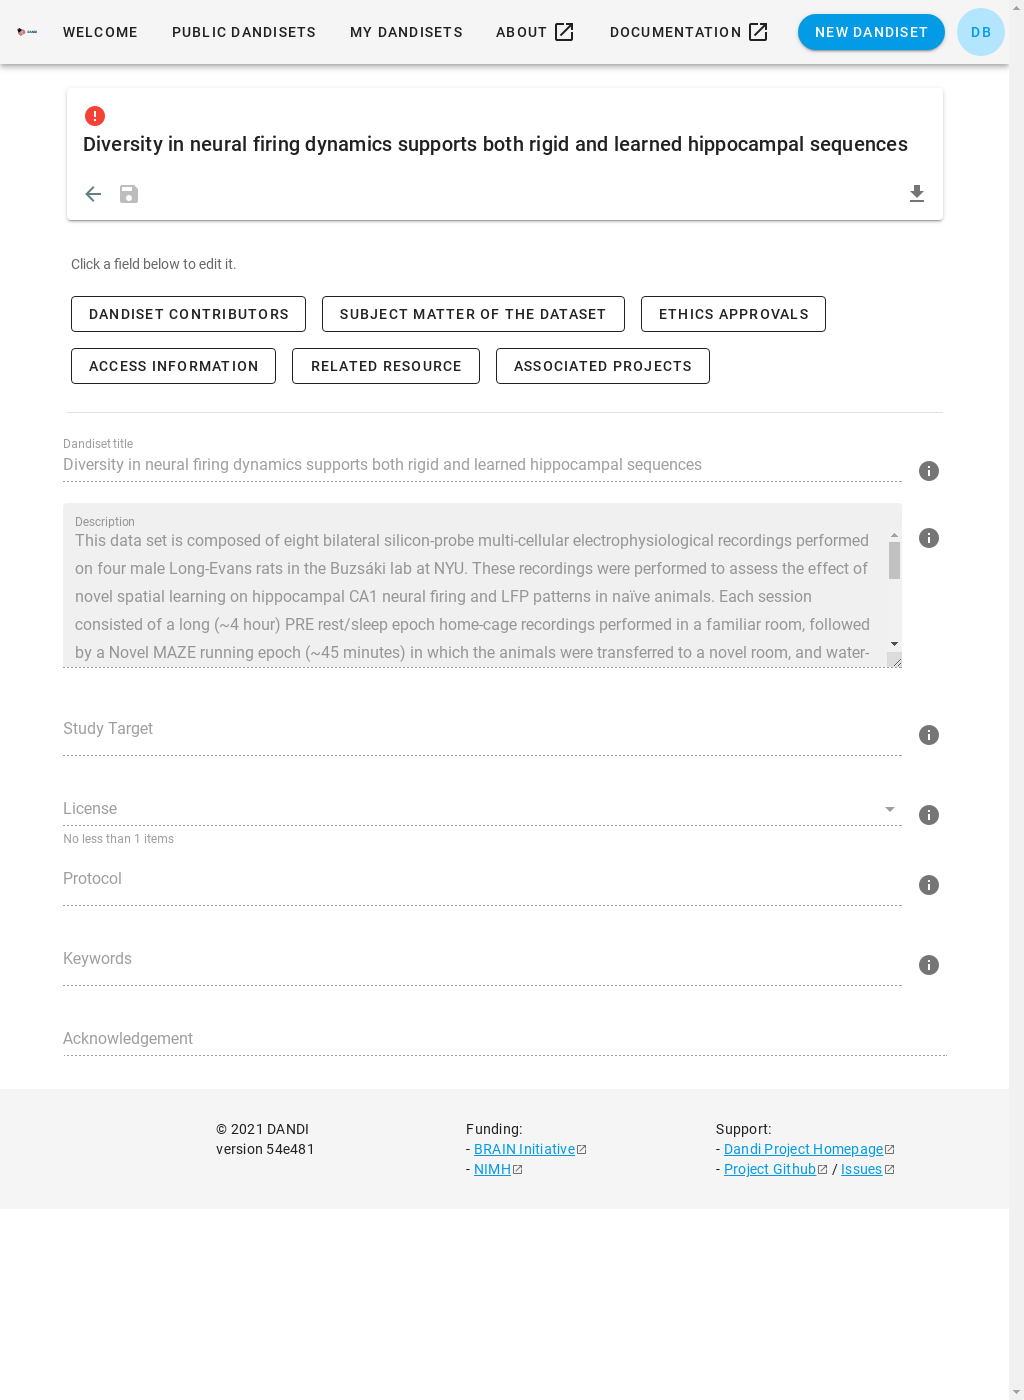 DANDI
WELCOME PUBLIC DANDISETS MY DANDISETS ABOUT DOCUMENTATION NEW DANDISET DB
Diversity in neural firing dynamics supports both rigid and learned hippocampal sequences
Click a field below to edit it.
DANDISET CONTRIBUTORS SUBJECT MATTER OF THE DATASET ETHICS APPROVALS
ACCESS INFORMATION RELATED RESOURCE ASSOCIATED PROJECTS
Dandiset title
Diversity in neural firing dynamics supports both rigid and learned hippocampal sequences
Description
This data set is composed of eight bilateral silicon-probe multi-cellular electrophysiological recordings performed
on four male Long-Evans rats in the Buzsáki lab at NYU. These recordings were performed to assess the effect of
novel spatial learning on hippocampal CA1 neural firing and LFP patterns in naïve animals. Each session
consisted of a long (~4 hour) PRE rest/sleep epoch home-cage recordings performed in a familiar room, followed
by a Novel MAZE running epoch (~45 minutes) in which the animals were transferred to a novel room, and water-
Study Target
License
No less than 1 items
Protocol
Keywords
Acknowledgement
© 2021 DANDI
version 54e481
Funding:
- BRAIN Initiative
- NIMH
Support:
- Dandi Project Homepage
- Project Github / Issues